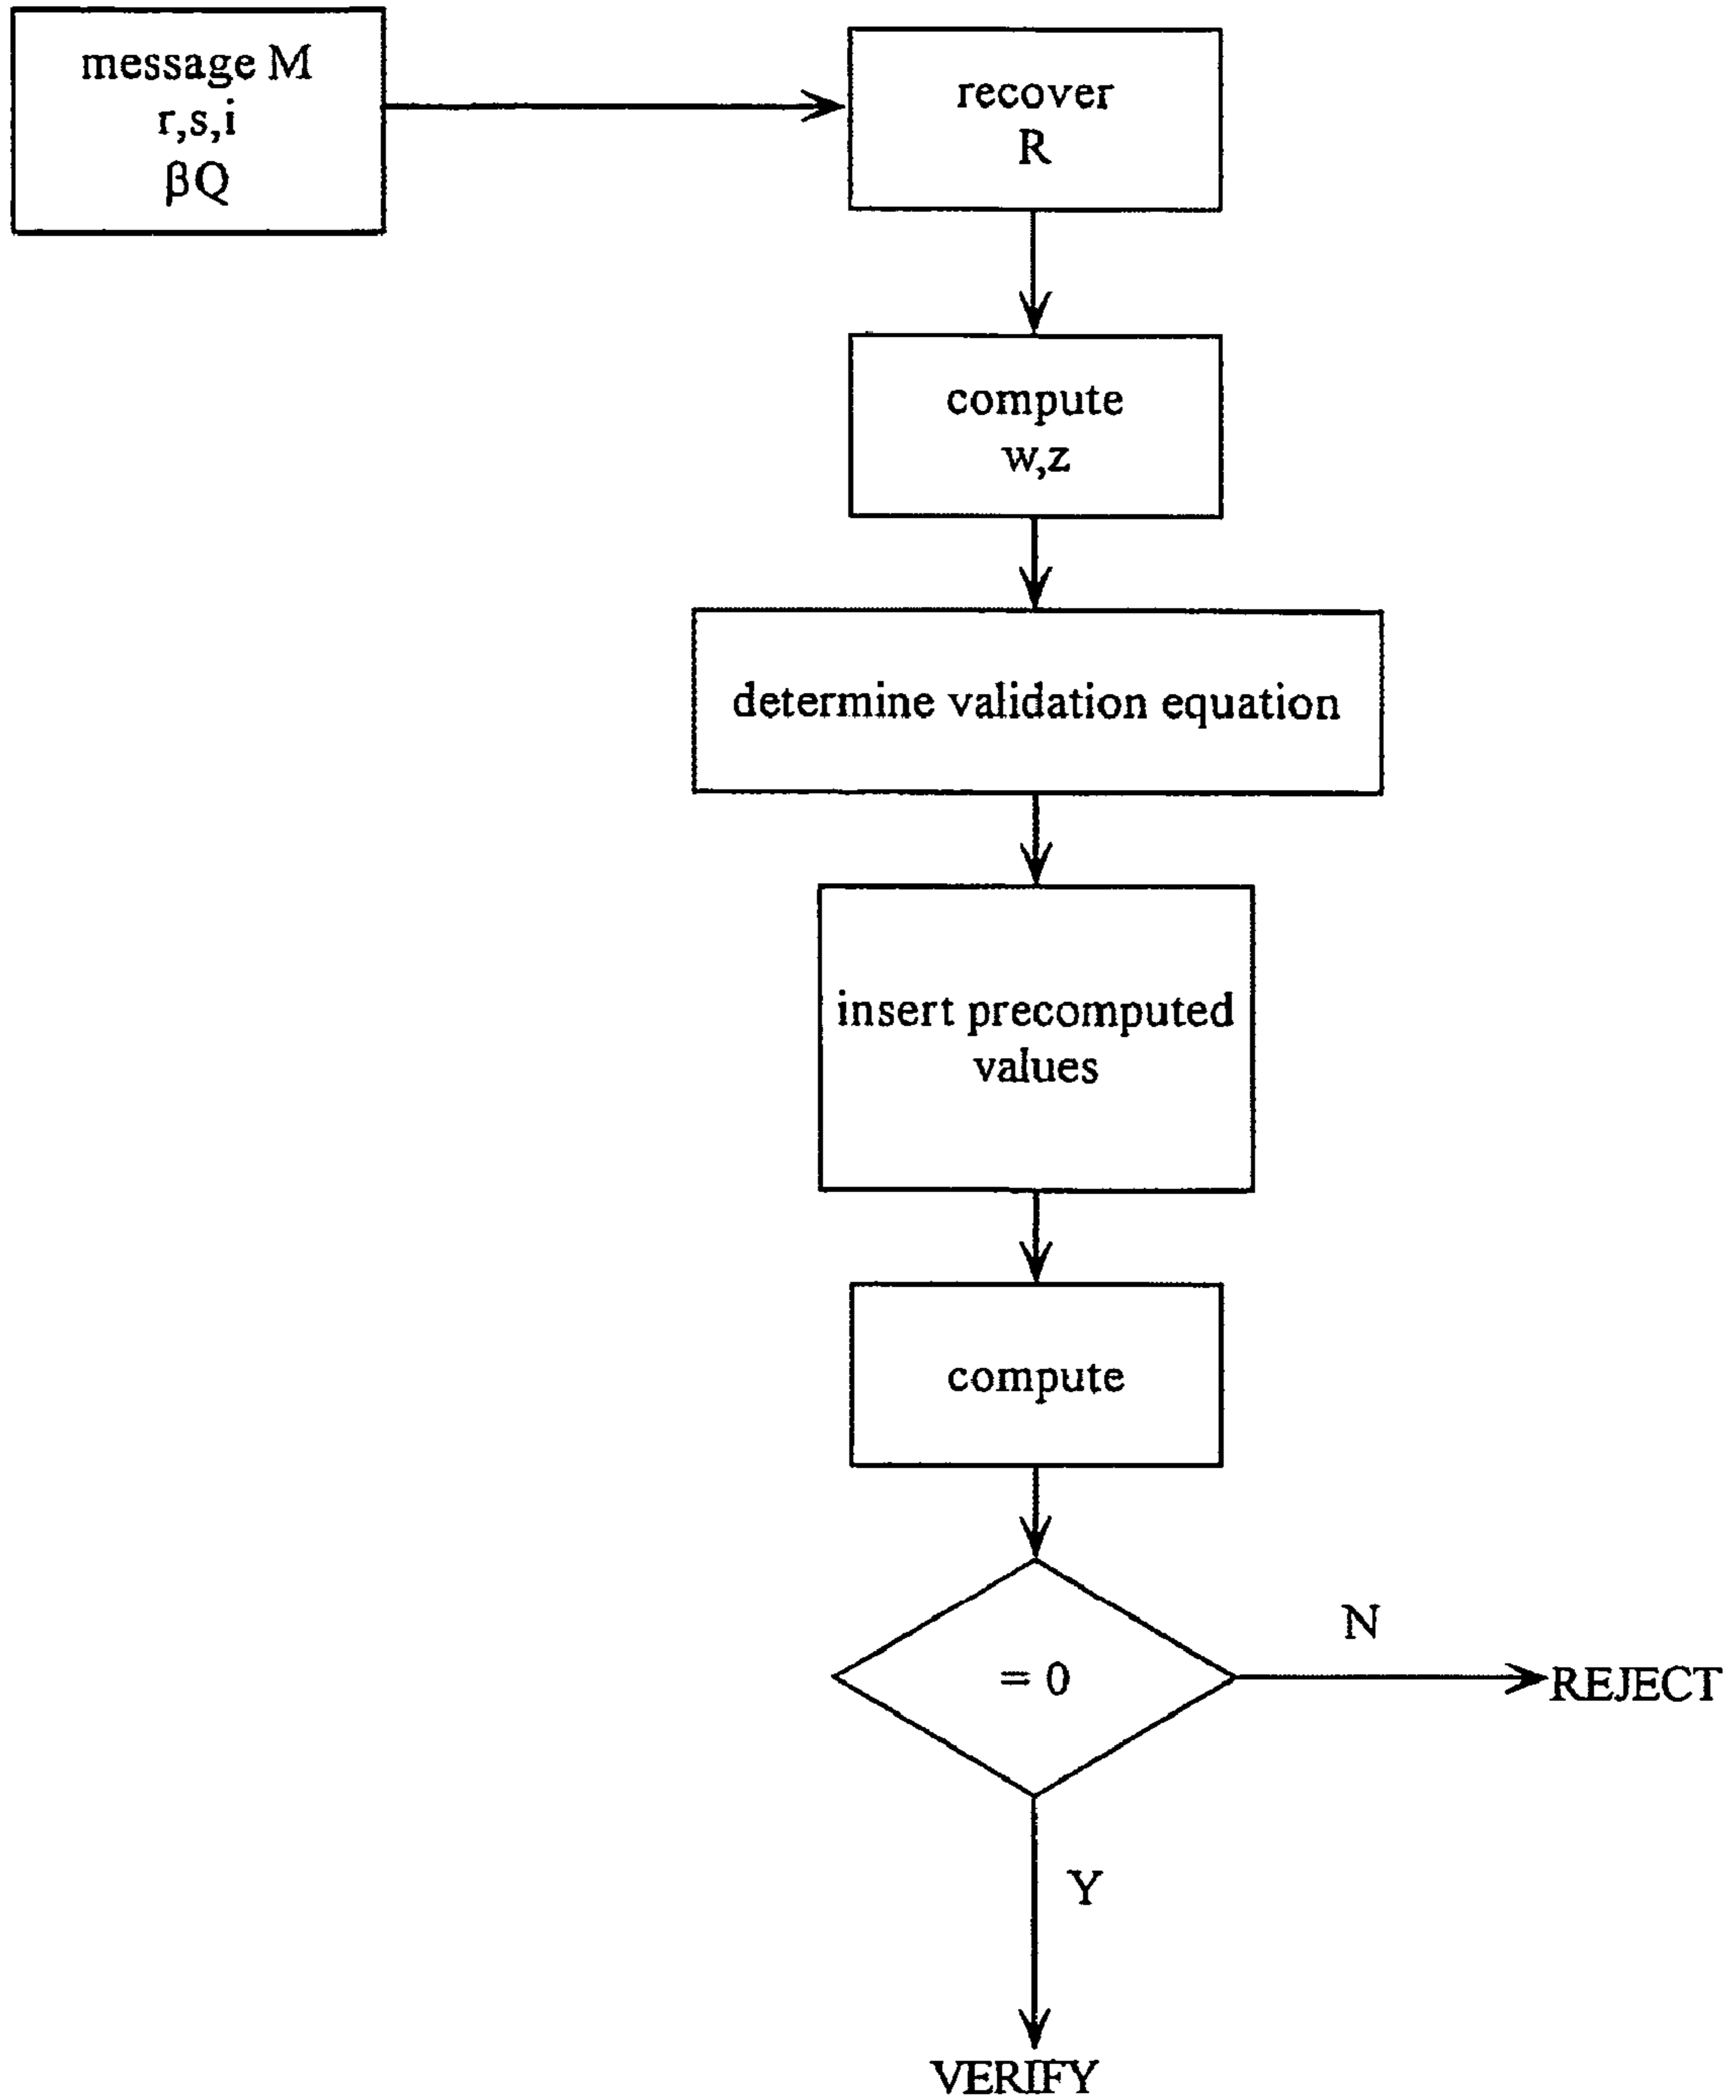 message M
r,s,i
βQ
recover
R
compute
w,z
determine validation equation
insert precomputed
values
compute
= 0
N
REJECT
Y
VERIFY